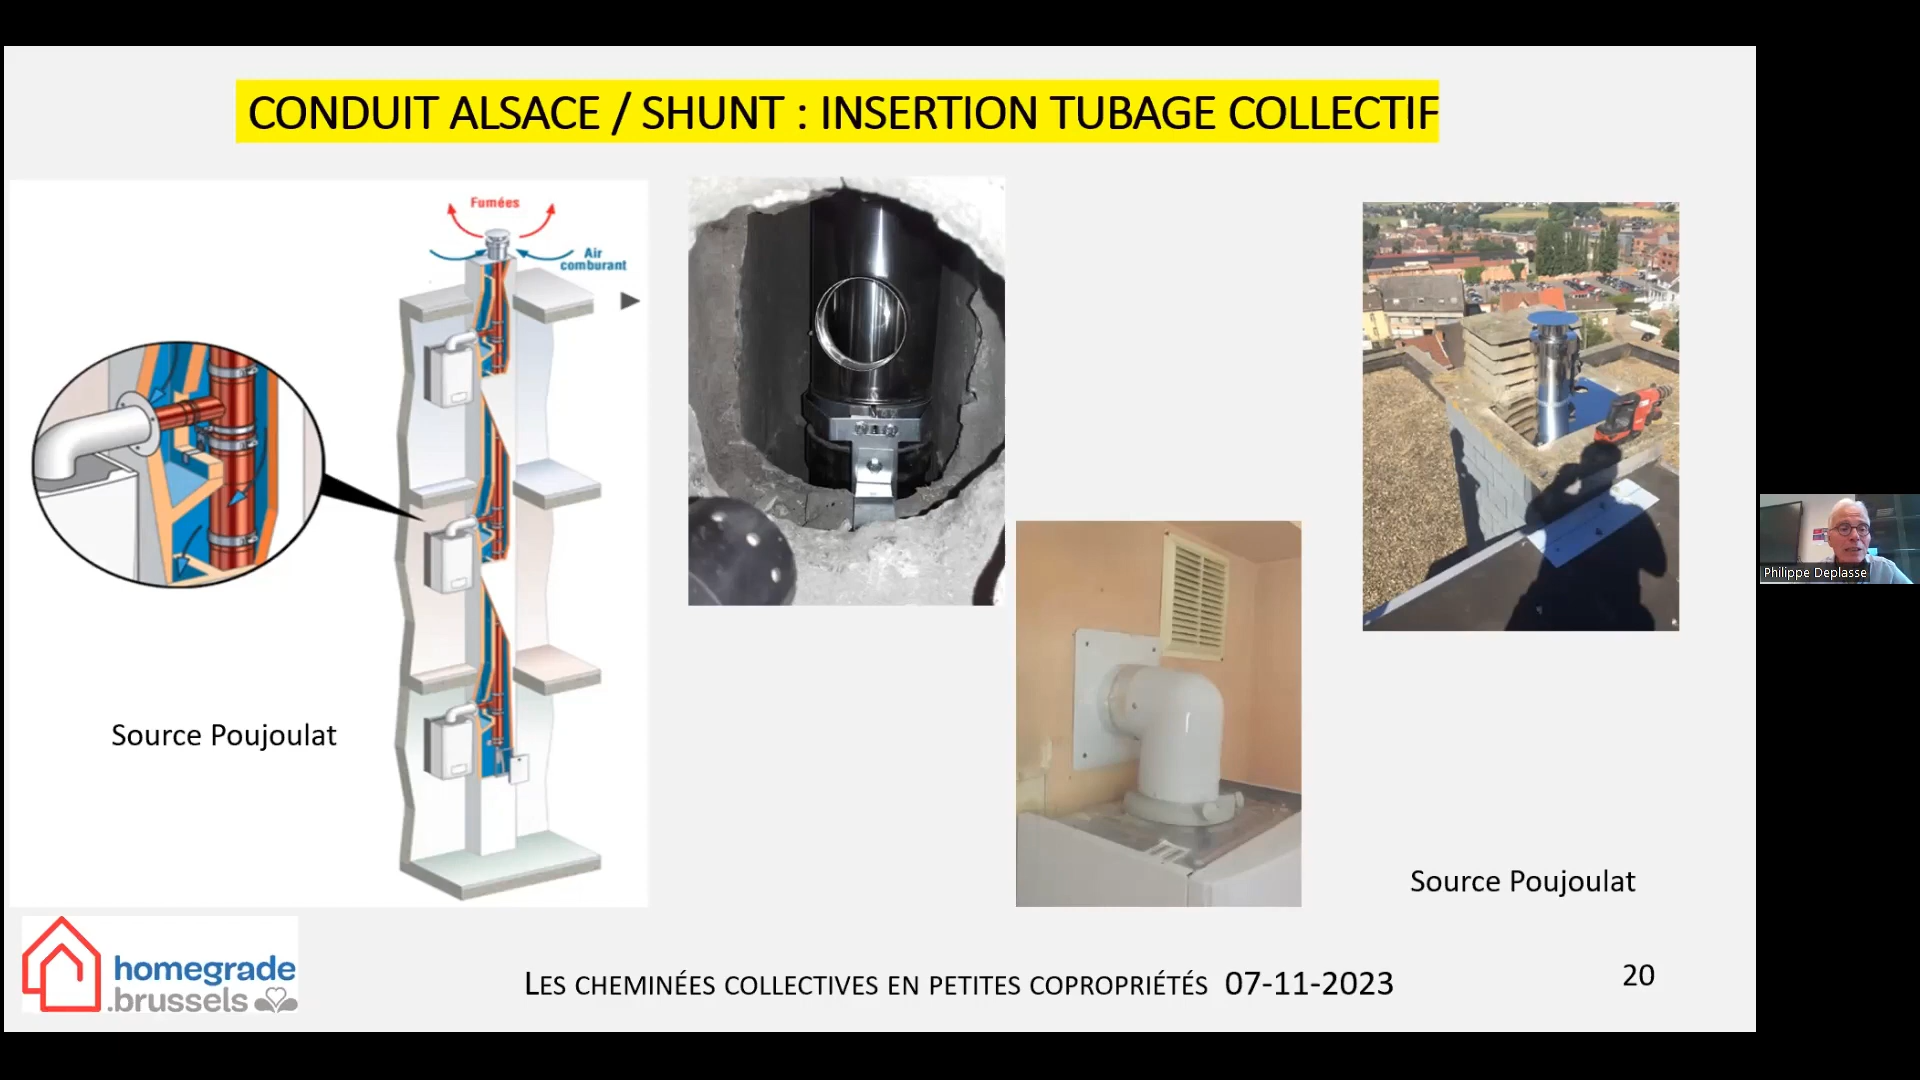 CONDUIT ALSACE / SHUNT : INSERTION TUBAGE COLLECTIF
Fumées
Air
comburant
Source Poujoulat
Source Poujoulat
Philippe Deplasse
homegrade
.brussels
LES CHEMINÉES COLLECTIVES EN PETITES COPROPRIÉTÉS 07-11-2023
20